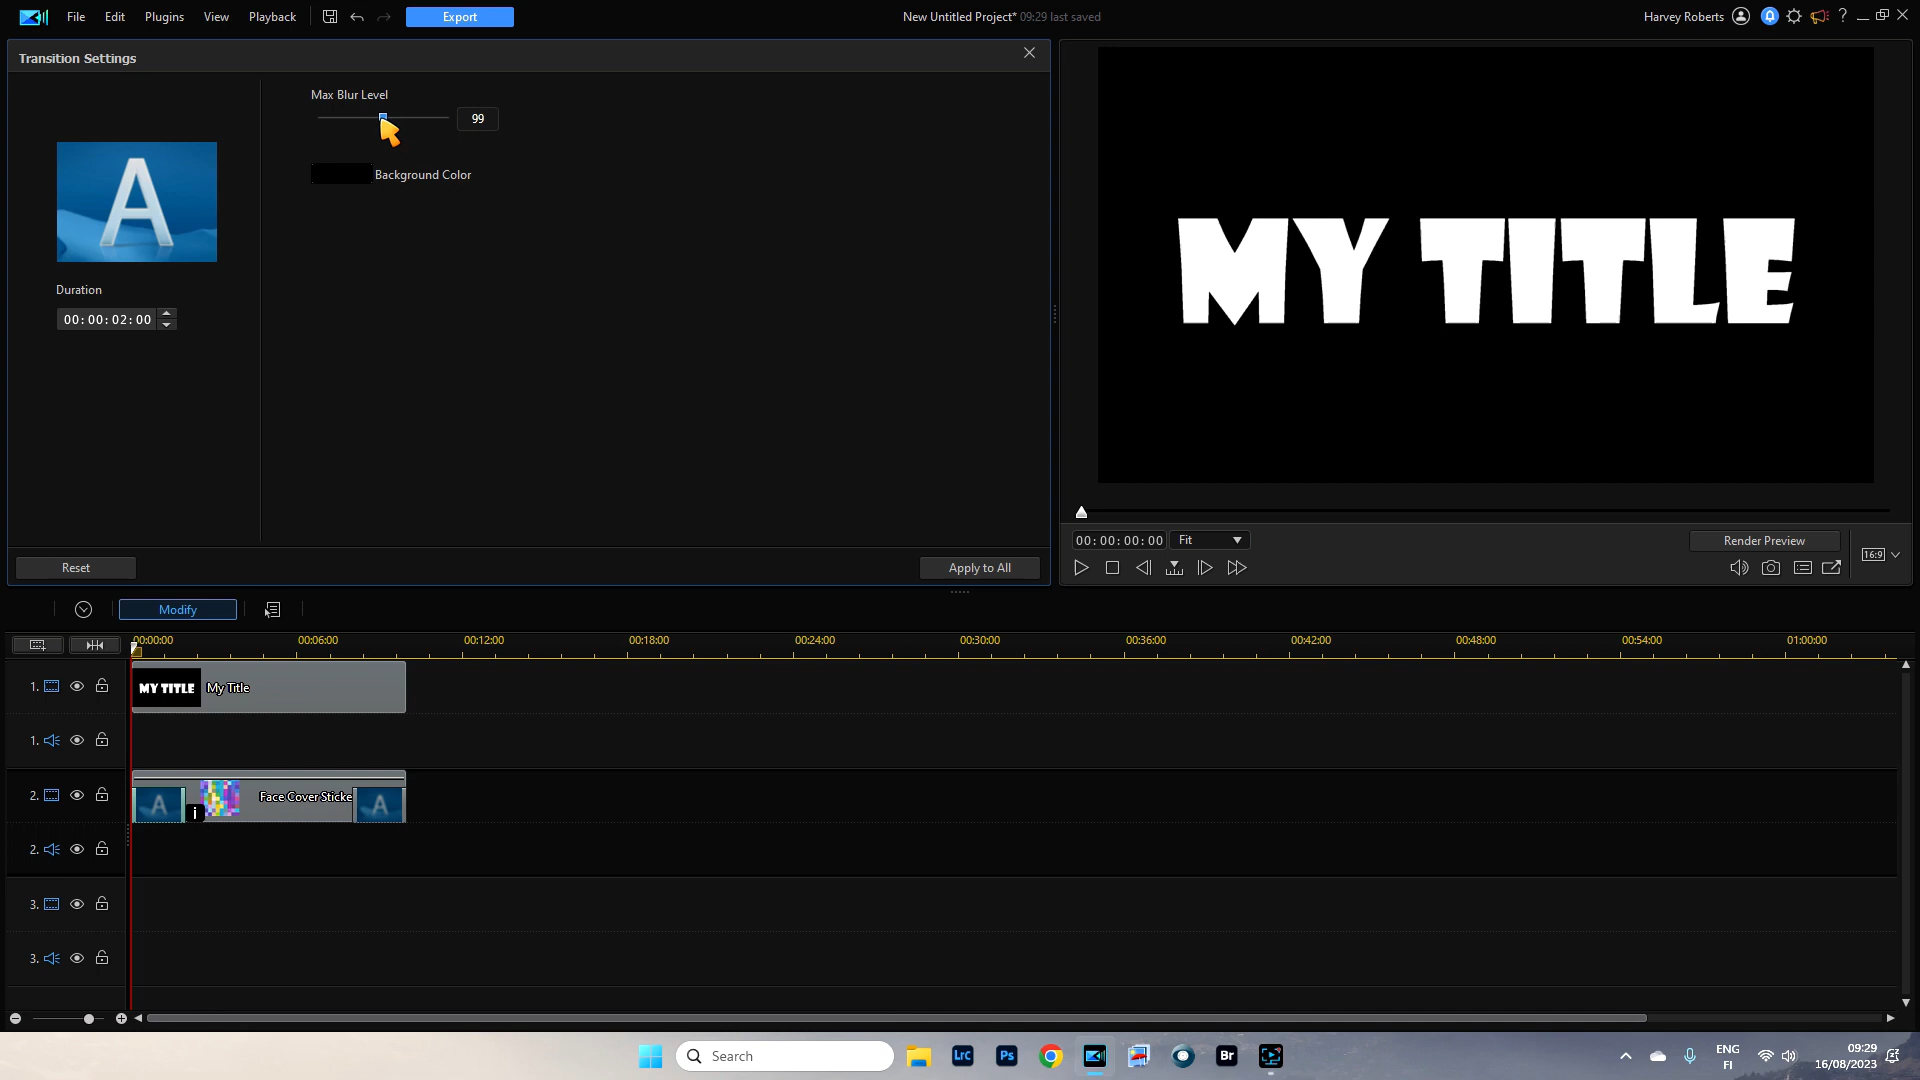 File Edit Plugins View Playback Export New Untitled Project* 09:29 last saved Harvey Roberts ?
Transition Settings
Max Blur Level
99
Background Color
A
Duration
00:00:02:00
Reset Apply to All
MY TITLE
00:00:00:00 Fit Render Preview
16:9
Modify
00:00:00 00:06:00 00:12:00 00:18:00 00:24:00 00:30:00 00:36:00 00:42:00 00:48:00 00:54:00 01:00:00
1. MY TITLE My Title
1.
2. A i Face Cover Sticke A
2.
3.
3.
Search Lrc Ps Br ENG FI 09:29 16/08/2023